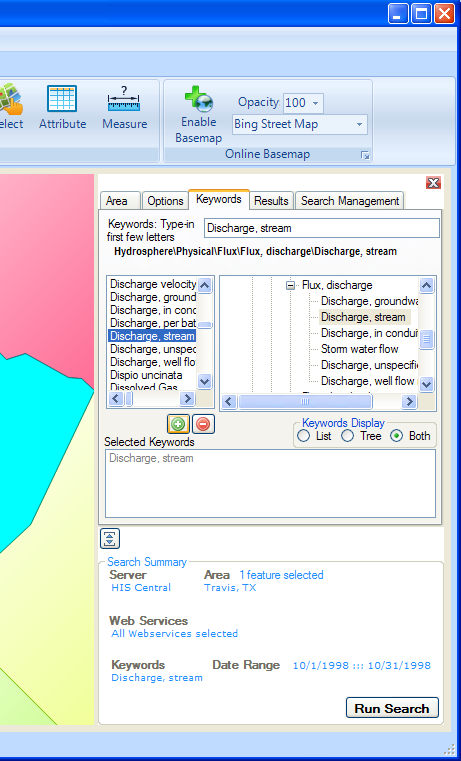 elect
Attribute
Measure
Enable
Basemap
Opacity 100
Bing Street Map
Online Basemap
Area
Options
Keywords
Results
Search Management
Keywords: Type-in
first few letters
Discharge, stream
Hydrosphere\Physical\Flux\Flux, discharge\Discharge, stream
Discharge velocity
Discharge, ground
Discharge, in conc
Discharge, per bat
Discharge, stream
Discharge, unspec
Discharge, well flo
Dispio uncinata
Dissolved Gas
Flux, discharge
Discharge, groundwa
Discharge, stream
Discharge, in condui
Storm water flow
Discharge, unspecifi
Discharge, well flow
Keywords Display
List
Tree
Both
Selected Keywords
Discharge, stream
Search Summary
Server
Area 1 feature selected
HIS Central
Travis, TX
Web Services
All Webservices selected
Keywords
Date Range 10/1/1998 ::: 10/31/1998
Discharge, stream
Run Search